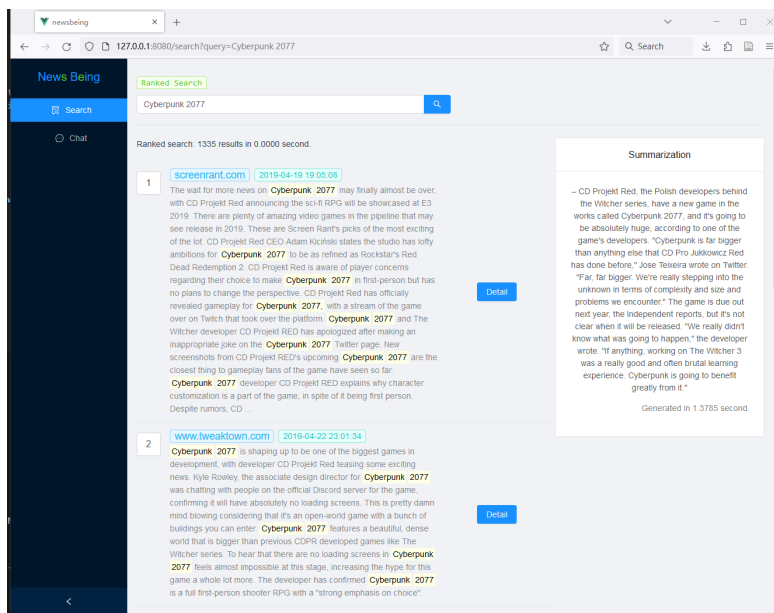 newsbeing
127.0.0.1:8080/search?query=Cyberpunk 2077
Search
News Being
Search
Chat
Ranked Search
Cyberpunk 2077
Ranked search: 1335 results in 0.0000 second.
1
screenrant.com 2019-04-19 19:05:08
The wait for more news on Cyberpunk 2077 may finally almost be over,
with CD Projekt Red announcing the sci-fi RPG will be showcased at E3
2019. There are plenty of amazing video games in the pipeline that may
see release in 2019. These are Screen Rant's picks of the most exciting
of the lot. CD Projekt Red CEO Adam Kiciński states the studio has lofty
ambitions for Cyberpunk 2077 to be as refined as Rockstar's Red
Dead Redemption 2. CD Projekt Red is aware of player concerns
regarding their choice to make Cyberpunk 2077 in first-person but has
no plans to change the perspective. CD Projekt Red has officially
revealed gameplay for Cyberpunk 2077, with a stream of the game
over on Twitch that took over the platform. Cyberpunk 2077 and The
Witcher developer CD Projekt RED has apologized after making an
inappropriate joke on the Cyberpunk 2077 Twitter page. New
screenshots from CD Projekt RED's upcoming Cyberpunk 2077 are the
closest thing to gameplay fans of the game have seen so far.
Cyberpunk 2077 developer CD Projekt RED explains why character
customization is a part of the game, in spite of it being first person.
Despite rumors, CD ...
Detail
2
www.tweaktown.com 2019-04-22 23:01:34
Cyberpunk 2077 is shaping up to be one of the biggest games in
development, with developer CD Projekt Red teasing some exciting
news. Kyle Rowley, the associate design director for Cyberpunk 2077
was chatting with people on the official Discord server for the game,
confirming it will have absolutely no loading screens. This is pretty damn
mind blowing considering that it's an open-world game with a bunch of
buildings you can enter. Cyberpunk 2077 features a beautiful, dense
world that is bigger than previous CDPR developed games like The
Witcher series. To hear that there are no loading screens in Cyberpunk
2077 feels almost impossible at this stage, increasing the hype for this
game a whole lot more. The developer has confirmed Cyberpunk 2077
is a full first-person shooter RPG with a "strong emphasis on choice".
Detail
Summarization
– CD Projekt Red, the Polish developers behind
the Witcher series, have a new game in the
works called Cyberpunk 2077, and it's going to
be absolutely huge, according to one of the
game's developers. "Cyberpunk is far bigger
than anything else that CD Pro Jukkowicz Red
has done before," Jose Teixeira wrote on Twitter.
"Far, far bigger. We're really stepping into the
unknown in terms of complexity and size and
problems we encounter." The game is due out
next year, the Independent reports, but it's not
clear when it will be released. "We really didn't
know what was going to happen," the developer
wrote. "If anything, working on The Witcher 3
was a really good and often brutal learning
experience. Cyberpunk is going to benefit
greatly from it."
Generated in 1.3785 second.